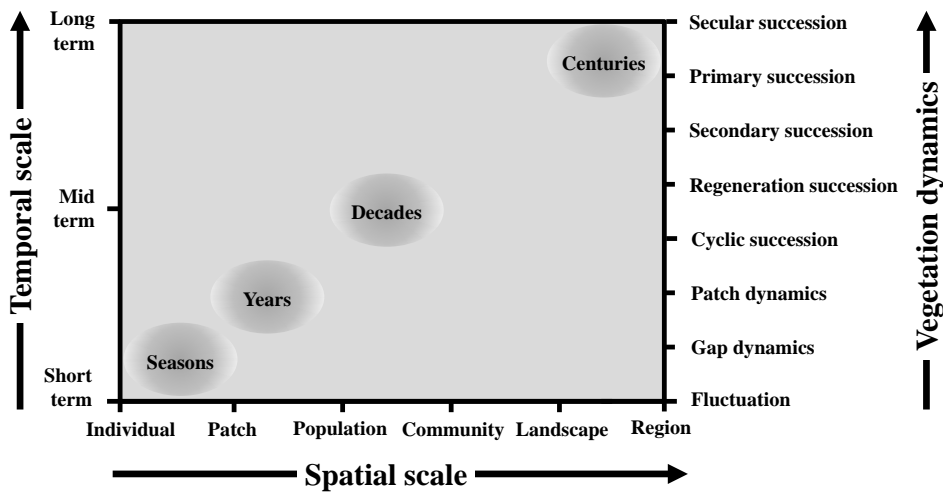 Long
term
Secular succession
Centuries
Primary succession
Secondary succession
Temporal scale
Mid
term
Regeneration succession
Decades
Cyclic succession
Vegetation dynamics
Years
Patch dynamics
Seasons
Gap dynamics
Short
term
Fluctuation
Individual
Patch
Population
Community
Landscape
Region
Spatial scale